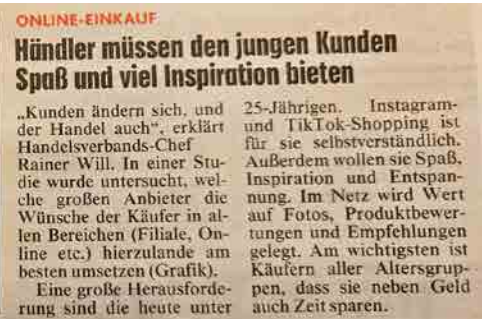 ONLINE-EINKAUF
Händler müssen den jungen Kunden
Spaß und viel Inspiration bieten
„Kunden ändern sich, und
der Handel auch“, erklärt
Handelsverbands-Chef
Rainer Will. In einer Stu-
die wurde untersucht, wel-
che großen Anbieter die
Wünsche der Käufer in al-
len Bereichen (Filiale, On-
line etc.) hierzulande am
besten umsetzen (Grafik).
Eine große Herausforde-
rung sind die heute unter
25-Jährigen. Instagram-
und TikTok-Shopping ist
für sie selbstverständlich.
Außerdem wollen sie Spaß,
Inspiration und Entspan-
nung. Im Netz wird Wert
auf Fotos, Produktbewer-
tungen und Empfehlungen
gelegt. Am wichtigsten ist
Käufern aller Altersgrup-
pen, dass sie neben Geld
auch Zeit sparen.